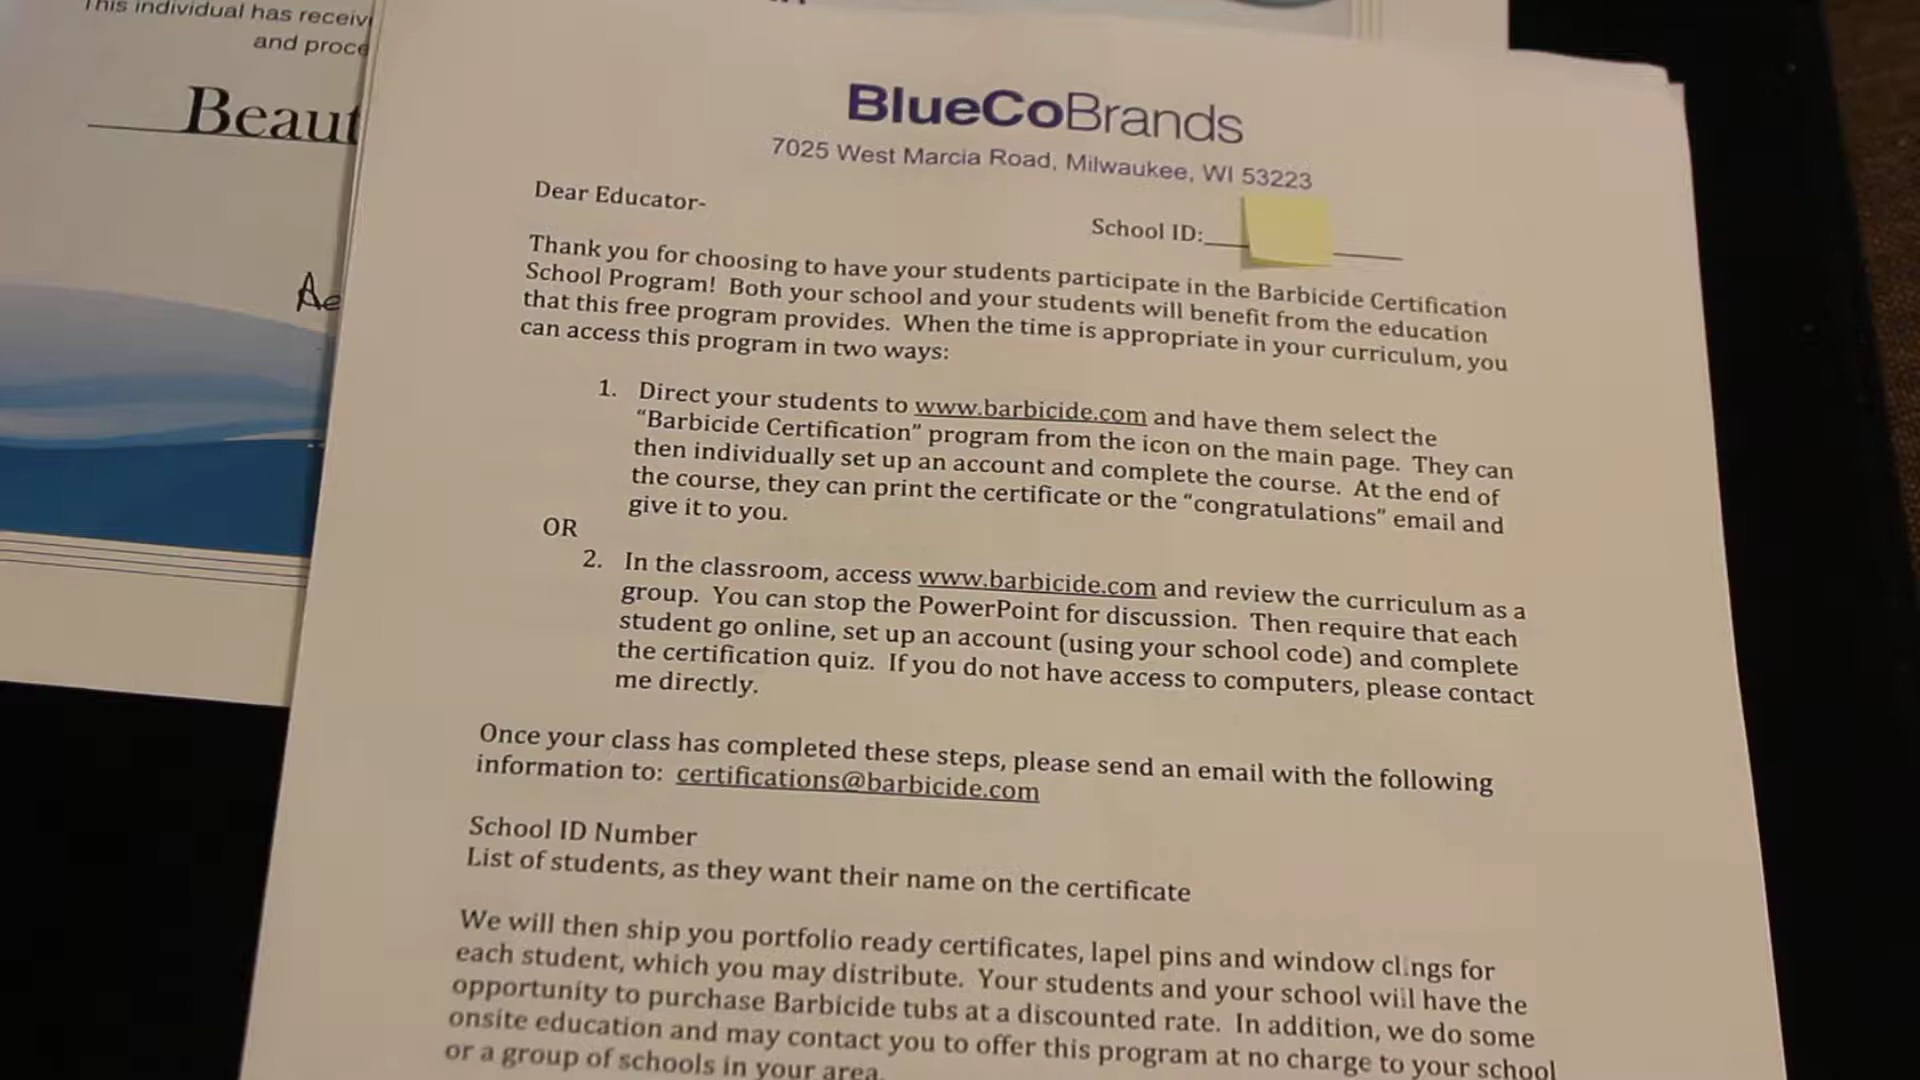 This individual has receiv
and proce
Beaut
Ae
BlueCoBrands
7025 West Marcia Road, Milwaukee, WI 53223
Dear Educator-
School ID:
Thank you for choosing to have your students participate in the Barbicide Certification
School Program! Both your school and your students will benefit from the education
that this free program provides. When the time is appropriate in your curriculum, you
can access this program in two ways:
1. Direct your students to www.barbicide.com and have them select the
“Barbicide Certification” program from the icon on the main page. They can
then individually set up an account and complete the course. At the end of
the course, they can print the certificate or the “congratulations” email and
give it to you.
OR
2. In the classroom, access www.barbicide.com and review the curriculum as a
group. You can stop the PowerPoint for discussion. Then require that each
student go online, set up an account (using your school code) and complete
the certification quiz. If you do not have access to computers, please contact
me directly.
Once your class has completed these steps, please send an email with the following
information to: certifications@barbicide.com
School ID Number
List of students, as they want their name on the certificate
We will then ship you portfolio ready certificates, lapel pins and window clings for
each student, which you may distribute. Your students and your school will have the
opportunity to purchase Barbicide tubs at a discounted rate. In addition, we do some
onsite education and may contact you to offer this program at no charge to your school
or a group of schools in your area.